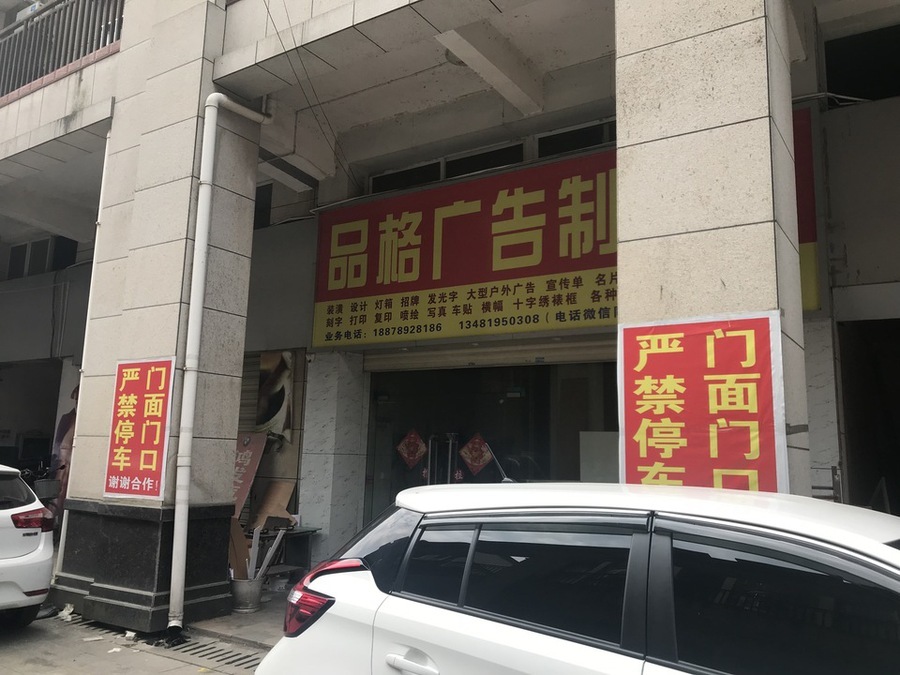 品格广告制
装潢 设计 灯箱 招牌 发光字 大型户外广告 宣传单 名片
刻字 打印 复印 喷绘 写真 车贴 横幅 十字绣裱框 各种
业务电话：18878928186 13481950308（电话微信
门面门口
严禁停车
谢谢合作！
门面门口
严禁停车
鸿发